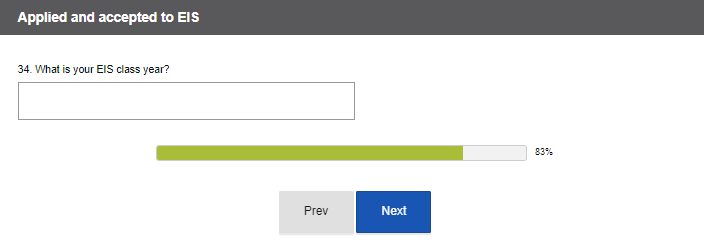 Applied and accepted to EIS
34. What is your EIS class year?
83%
Prev
Next